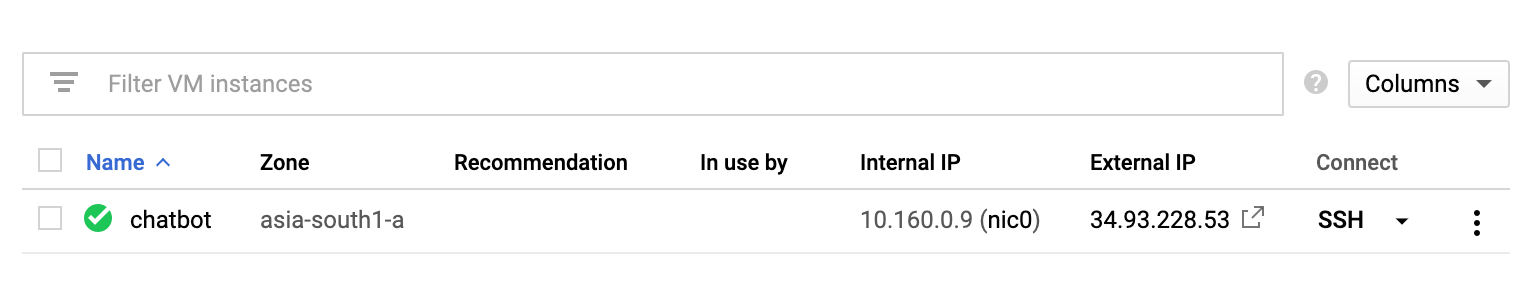 Filter VM instances
Columns
Name Zone Recommendation In use by Internal IP External IP Connect
chatbot asia-south1-a 10.160.0.9 (nic0) 34.93.228.53 SSH